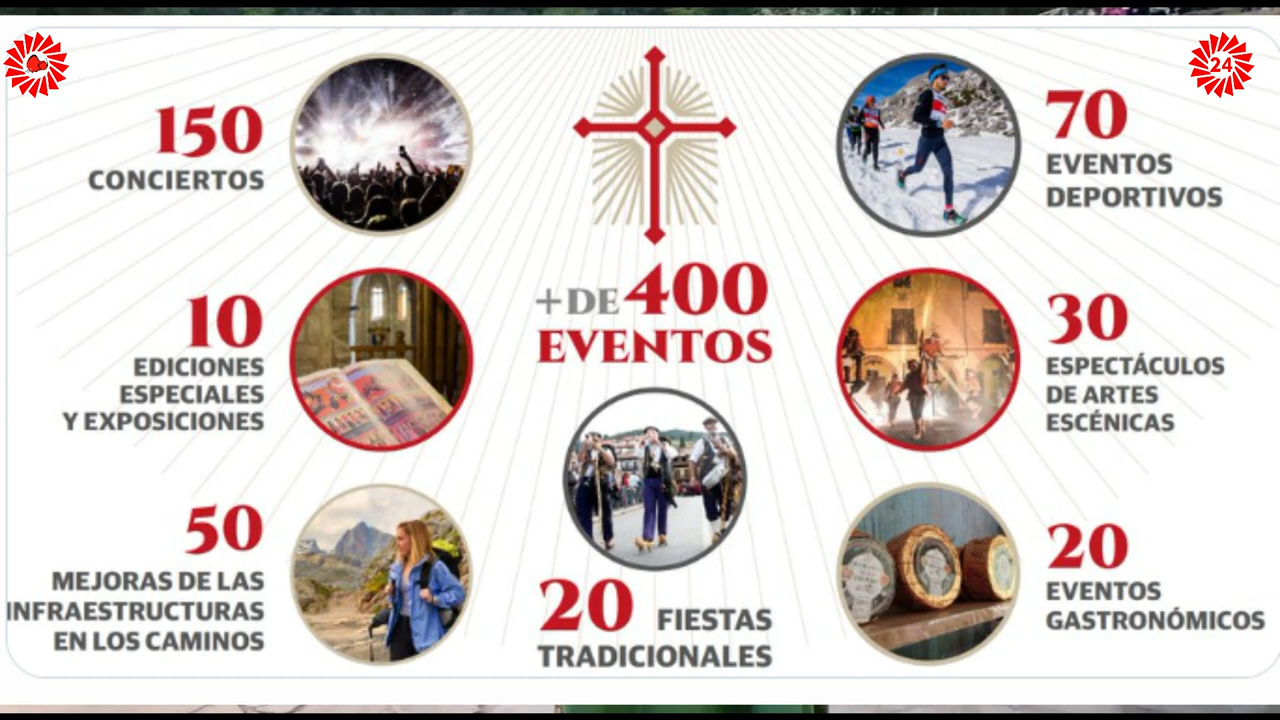 24
150
CONCIERTOS
10
EDICIONES
ESPECIALES
Y EXPOSICIONES
50
MEJORAS DE LAS
INFRAESTRUCTURAS
EN LOS CAMINOS
+DE 400
EVENTOS
20 FIESTAS
TRADICIONALES
70
EVENTOS
DEPORTIVOS
30
ESPECTÁCULOS
DE ARTES
ESCÉNICAS
20
EVENTOS
GASTRONÓMICOS